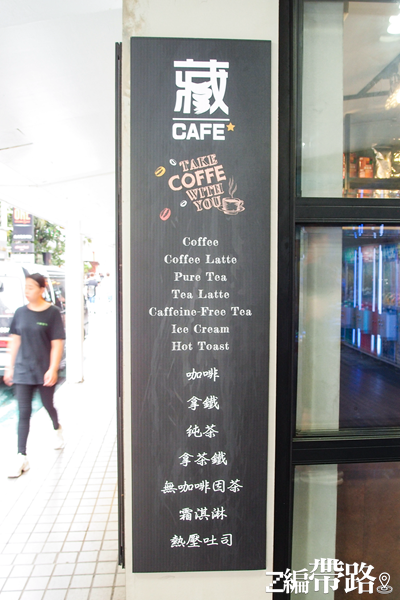 藏
CAFE
TAKE
COFFE
WITH
YOU
Coffee
Coffee Latte
Pure Tea
Tea Latte
Caffeine-Free Tea
Ice Cream
Hot Toast
咖啡
拿鐵
純茶
拿茶鐵
無咖啡因茶
霜淇淋
熱壓吐司
Z編帶路